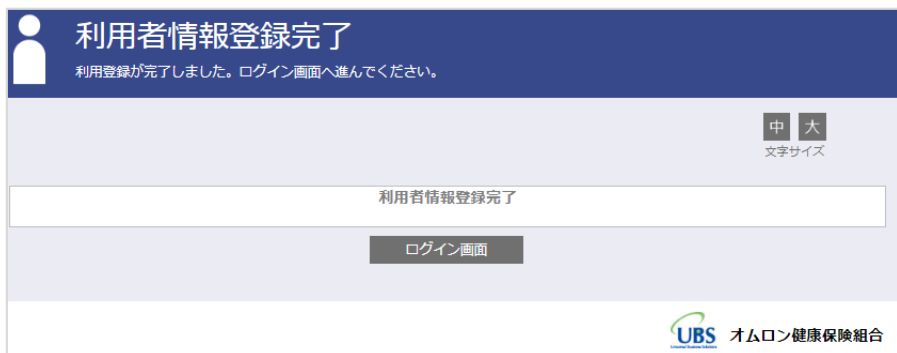 利用者情報登録完了
利用登録が完了しました。ログイン画面へ進んでください。
中 大
文字サイズ
利用者情報登録完了
ログイン画面
UBS オムロン健康保険組合